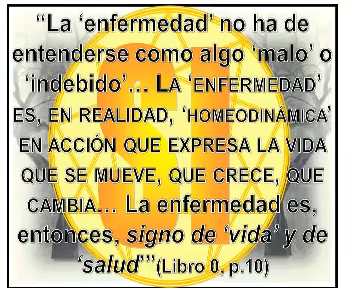 “La ‘enfermedad’ no ha de
entenderse como algo ‘malo’ o
‘indebido’… LA ‘ENFERMEDAD’
ES, EN REALIDAD, ‘HOMEODINÁMICA’
EN ACCIÓN QUE EXPRESA LA VIDA
QUE SE MUEVE, QUE CRECE, QUE
CAMBIA… La enfermedad es,
entonces, signo de ‘vida’ y de
‘salud’”(Libro 0, p.10)